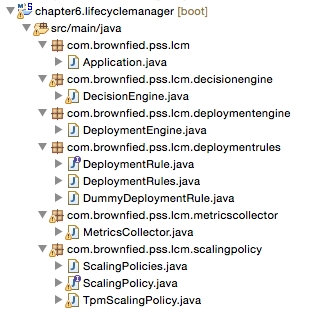 chapter6.lifecyclemanager [boot]
src/main/java
com.brownfied.pss.lcm
Application.java
com.brownfied.pss.lcm.decisionengine
DecisionEngine.java
com.brownfied.pss.lcm.deploymentengine
DeploymentEngine.java
com.brownfied.pss.lcm.deploymentrules
DeploymentRule.java
DeploymentRules.java
DummyDeploymentRule.java
com.brownfied.pss.lcm.metricscollector
MetricsCollector.java
com.brownfied.pss.lcm.scalingpolicy
ScalingPolicies.java
ScalingPolicy.java
TpmScalingPolicy.java